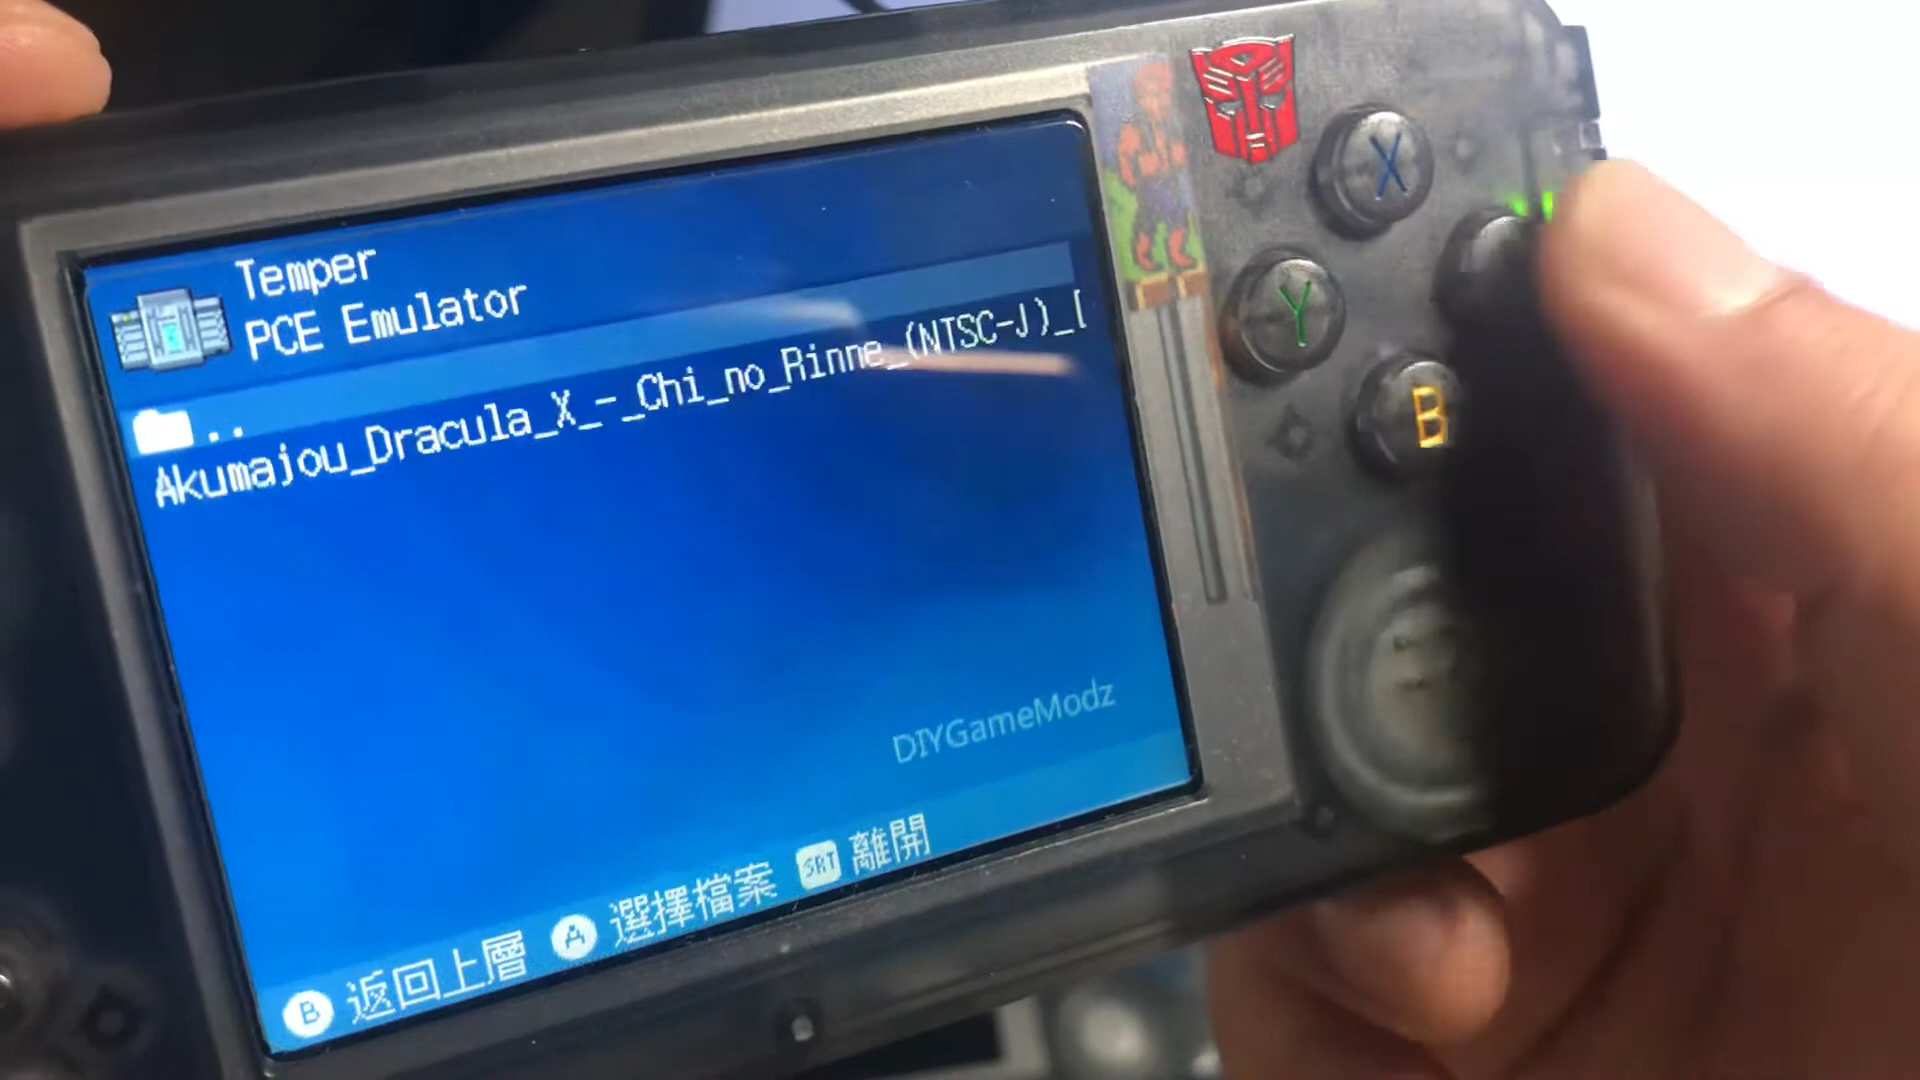 Temper
PCE Emulator
..
Akumajou_Dracula_X_-_Chi_no_Rinne_(NTSC-J)_[
DIYGameModz
B 返回上層 A 選擇檔案 SRT 離開
X
Y
B